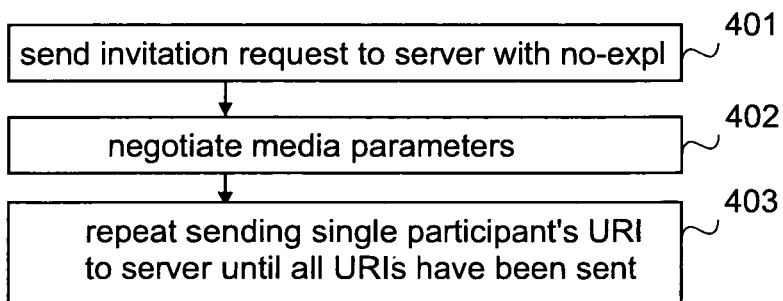 401
send invitation request to server with no-expl
402
negotiate media parameters
403
repeat sending single participant's URI
to server until all URIs have been sent